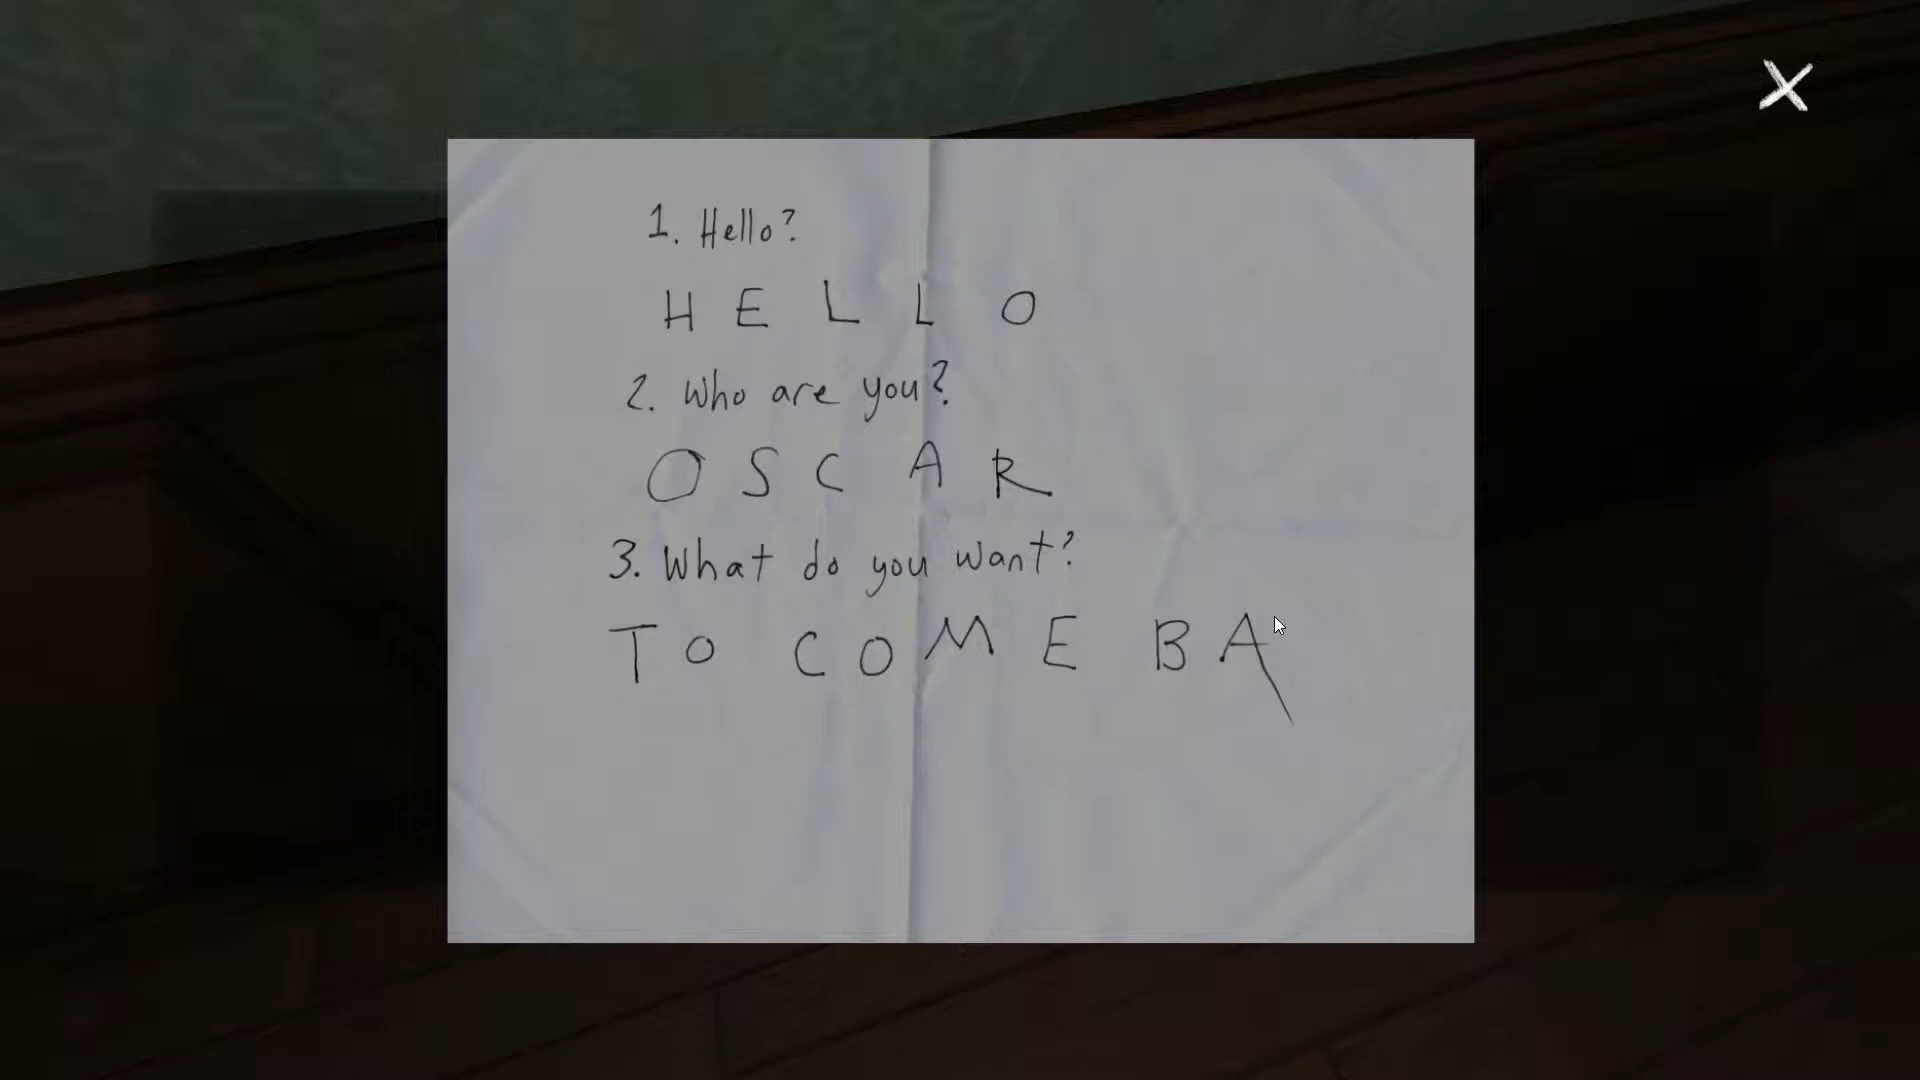 1. Hello?
H E L L O
2. Who are you?
O S C A R
3. What do you want?
T O C O M E B A